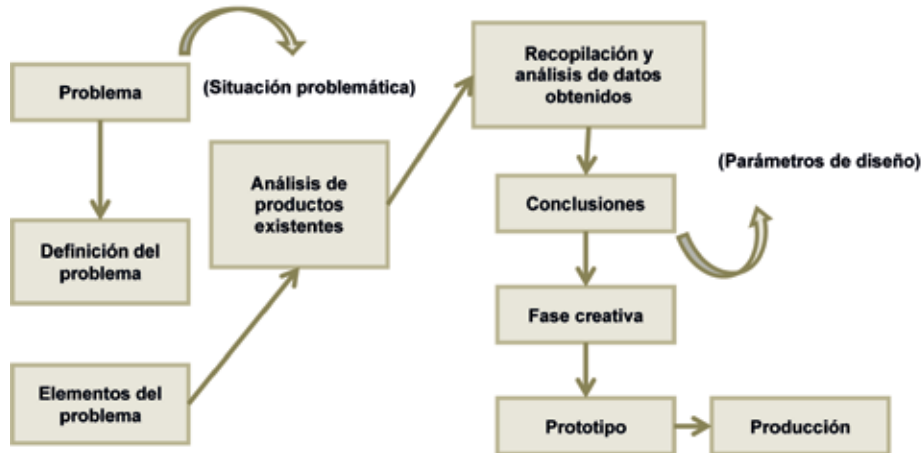 Problema
(Situación problemática)
Definición del
problema
Elementos del
problema
Análisis de
productos
existentes
Recopilación y
análisis de datos
obtenidos
Conclusiones
(Parámetros de diseño)
Fase creativa
Prototipo
Producción